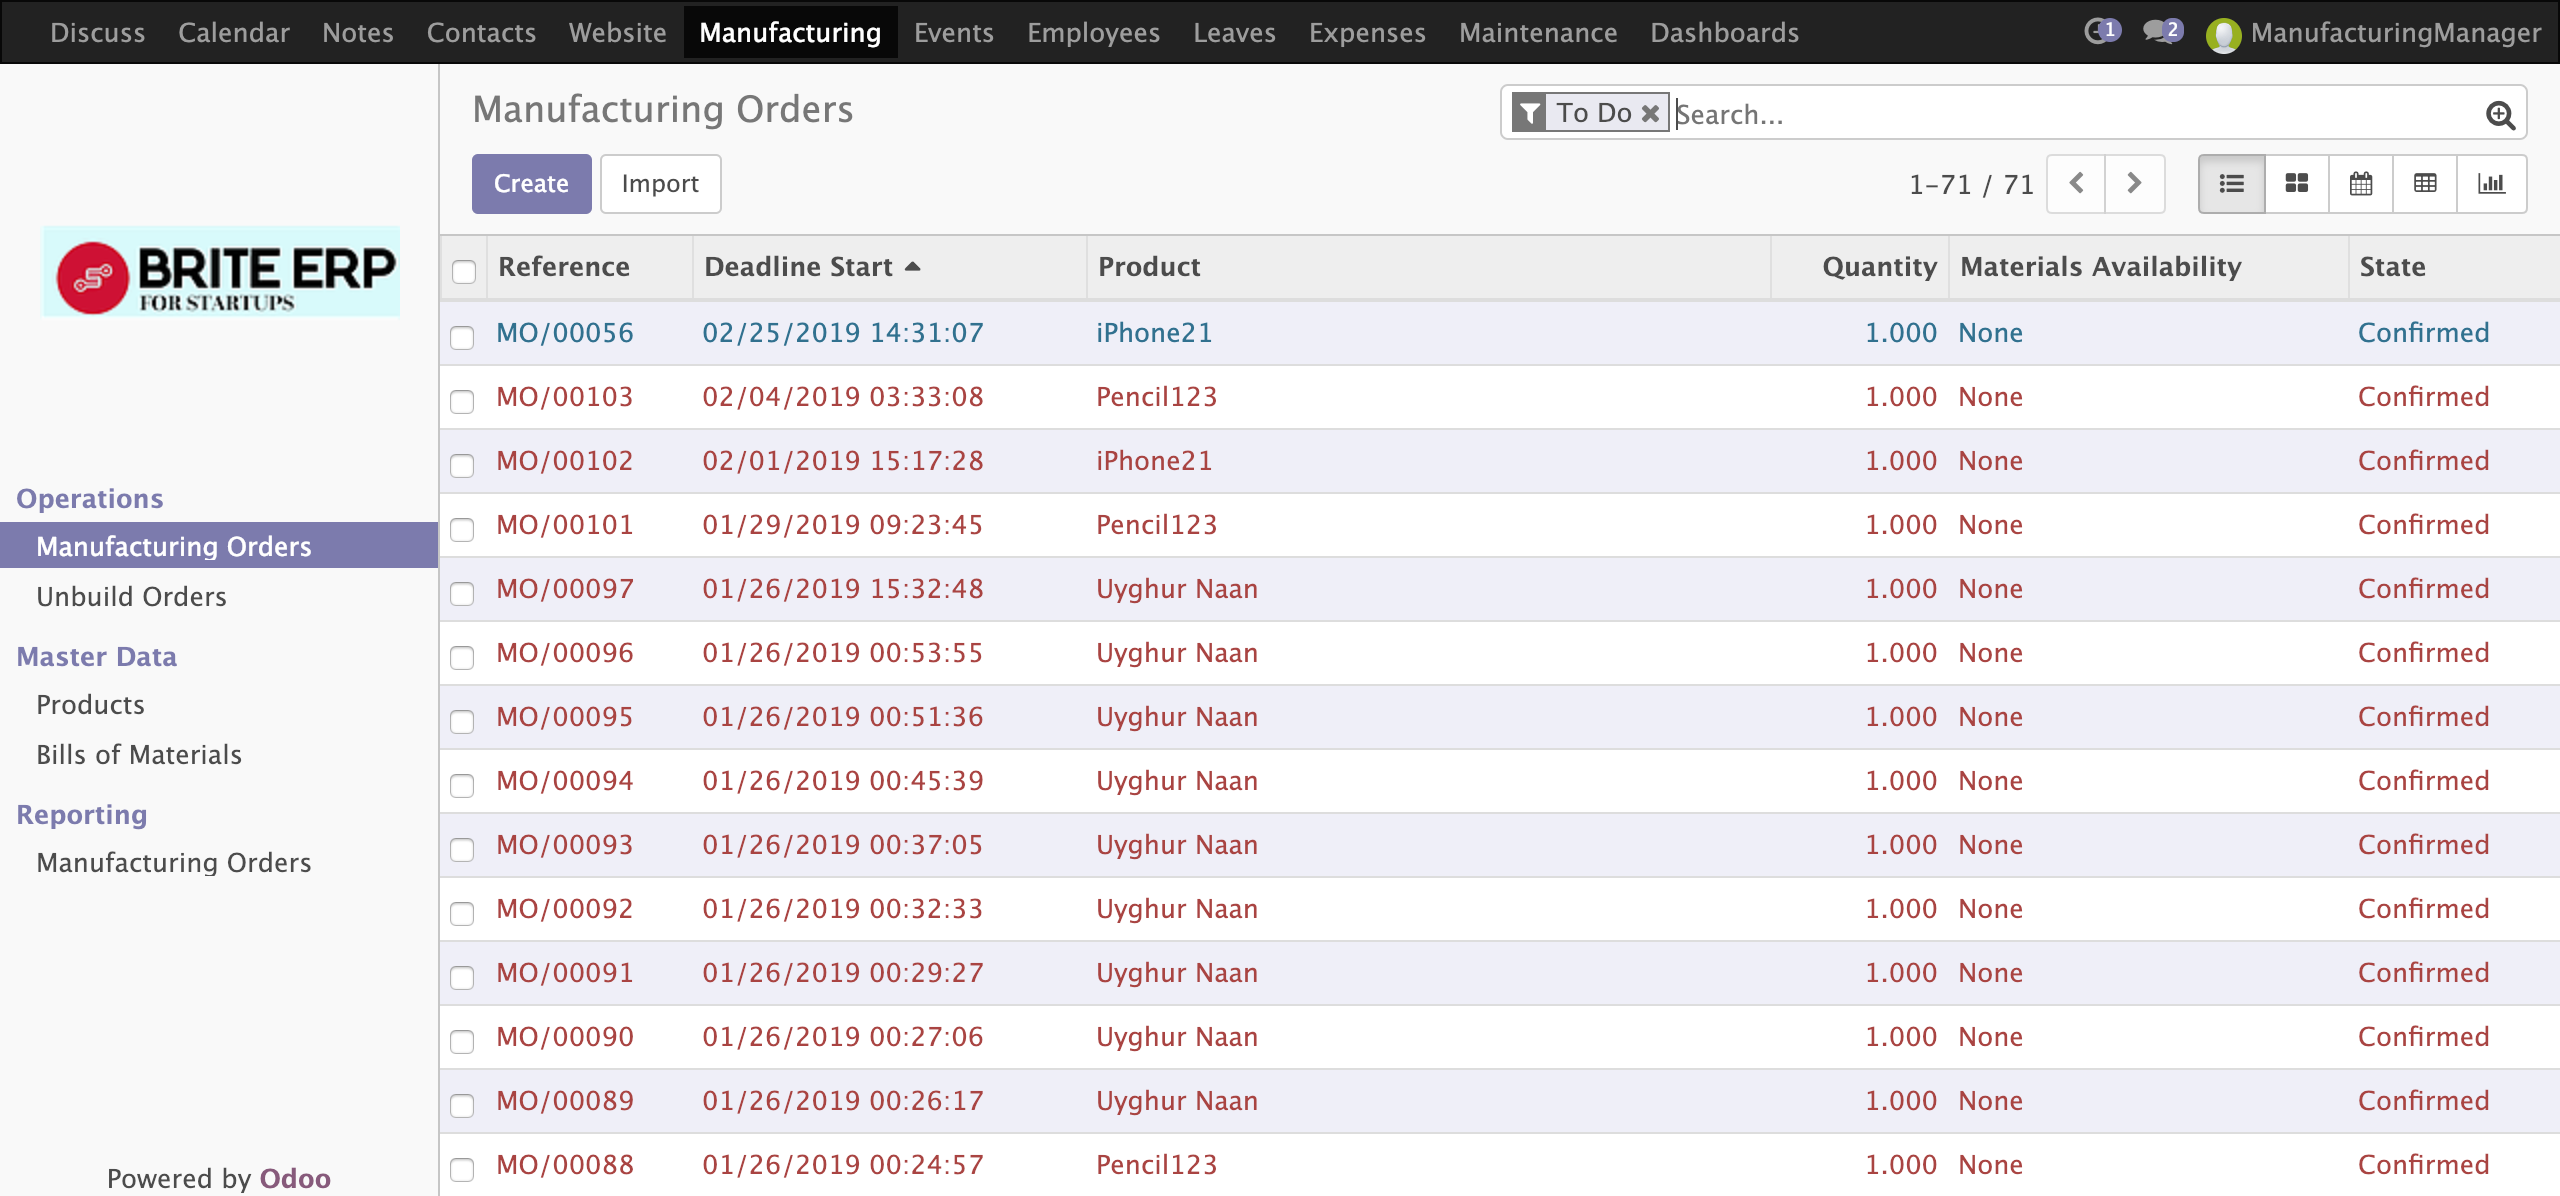 Discuss Calendar Notes Contacts Website Manufacturing Events Employees Leaves Expenses Maintenance Dashboards 1 2 ManufacturingManager
BRITE ERP
FOR STARTUPS
Operations
Manufacturing Orders
Unbuild Orders
Master Data
Products
Bills of Materials
Reporting
Manufacturing Orders
Powered by Odoo
Manufacturing Orders
To Do Search...
Create Import
1-71 / 71
Reference Deadline Start Product Quantity Materials Availability State
MO/00056 02/25/2019 14:31:07 iPhone21 1.000 None Confirmed
MO/00103 02/04/2019 03:33:08 Pencil123 1.000 None Confirmed
MO/00102 02/01/2019 15:17:28 iPhone21 1.000 None Confirmed
MO/00101 01/29/2019 09:23:45 Pencil123 1.000 None Confirmed
MO/00097 01/26/2019 15:32:48 Uyghur Naan 1.000 None Confirmed
MO/00096 01/26/2019 00:53:55 Uyghur Naan 1.000 None Confirmed
MO/00095 01/26/2019 00:51:36 Uyghur Naan 1.000 None Confirmed
MO/00094 01/26/2019 00:45:39 Uyghur Naan 1.000 None Confirmed
MO/00093 01/26/2019 00:37:05 Uyghur Naan 1.000 None Confirmed
MO/00092 01/26/2019 00:32:33 Uyghur Naan 1.000 None Confirmed
MO/00091 01/26/2019 00:29:27 Uyghur Naan 1.000 None Confirmed
MO/00090 01/26/2019 00:27:06 Uyghur Naan 1.000 None Confirmed
MO/00089 01/26/2019 00:26:17 Uyghur Naan 1.000 None Confirmed
MO/00088 01/26/2019 00:24:57 Pencil123 1.000 None Confirmed